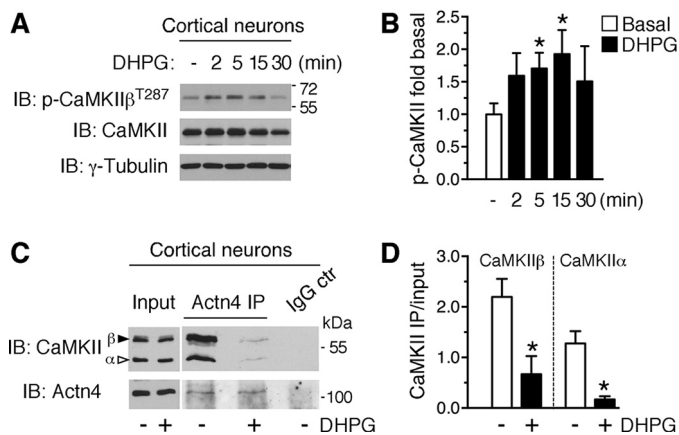 A
Cortical neurons
DHPG: - 2 5 15 30 (min)
IB: p-CaMKIIβT287
- 72
- 55
IB: CaMKII
IB: γ-Tubulin
B
p-CaMKII fold basal
2.5
2.0
1.5
1.0
0.5
0.0
* *
Basal
DHPG
- 2 5 15 30 (min)
C
Cortical neurons
Input Actn4 IP IgG ctr
kDa
IB: CaMKII β
α
- 55
IB: Actn4
-100
- + - + - DHPG
D
CaMKII IP/input
3.0
2.0
1.0
0.0
CaMKIIβ CaMKIIα
* *
- + - + DHPG